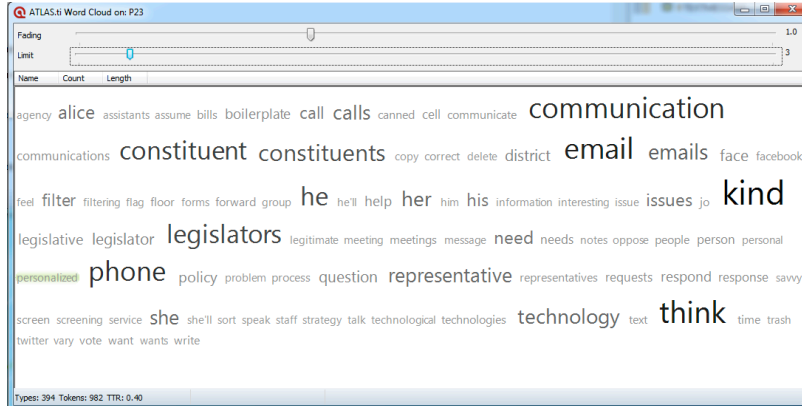 ATLAS.ti Word Cloud on: P23
Fading 1.0
Limit 3
Name Count Length
agency alice assistants assume bills boilerplate call calls canned cell communicate communication
communications constituent constituents copy correct delete district email emails face facebook
feel filter filtering flag floor forms forward group he he'll help her him his information interesting issue issues jo kind
legislative legislator legislators legitimate meeting meetings message need needs notes oppose people person personal
personalized phone policy problem process question representative representatives requests respond response savvy
screen screening service she she'll sort speak staff strategy talk technological technologies technology text think time trash
twitter vary vote want wants write
Types: 394 Tokens: 982 TTR: 0.40